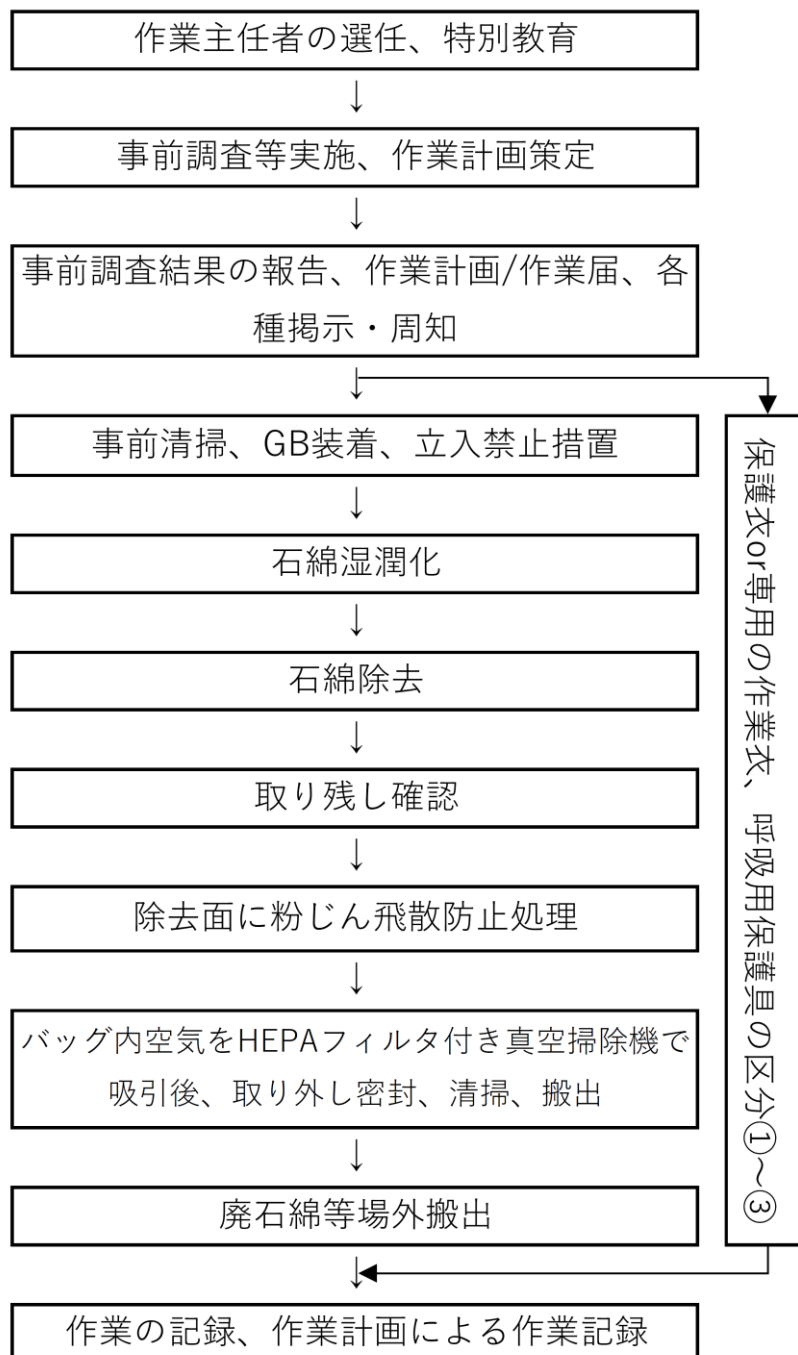 作業主任者の選任、特別教育
↓
事前調査等実施、作業計画策定
↓
事前調査結果の報告、作業計画/作業届、各
種掲示・周知
↓
事前清掃、GB装着、立入禁止措置
↓
石綿湿潤化
↓
石綿除去
↓
取り残し確認
↓
除去面に粉じん飛散防止処理
↓
バッグ内空気をHEPAフィルタ付き真空掃除機で
吸引後、取り外し密封、清掃、搬出
↓
廃石綿等場外搬出
↓
作業の記録、作業計画による作業記録
保護衣or専用の作業衣、呼吸用保護具の区分①～③